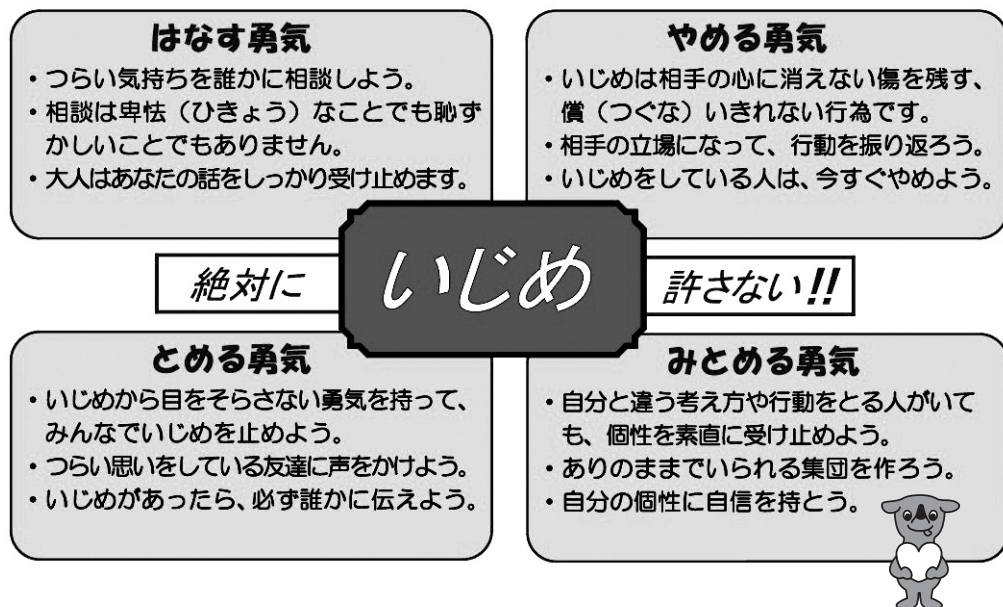 はなす勇気
・つらい気持ちを誰かに相談しよう。
・相談は卑怯（ひきょう）なことでも恥ず
かしいことでもありません。
・大人はあなたの話をしっかり受け止めます。
やめる勇気
・いじめは相手の心に消えない傷を残す、
償（つぐな）いきれない行為です。
・相手の立場になって、行動を振り返ろう。
・いじめをしている人は、今すぐやめよう。
絶対に いじめ 許さない!!
とめる勇気
・いじめから目をそらさない勇気を持って、
みんなでいじめを止めよう。
・つらい思いをしている友達に声をかけよう。
・いじめがあったら、必ず誰かに伝えよう。
みとめる勇気
・自分と違う考え方や行動をとる人がいて
も、個性を素直に受け止めよう。
・ありのままでいられる集団を作ろう。
・自分の個性に自信を持とう。